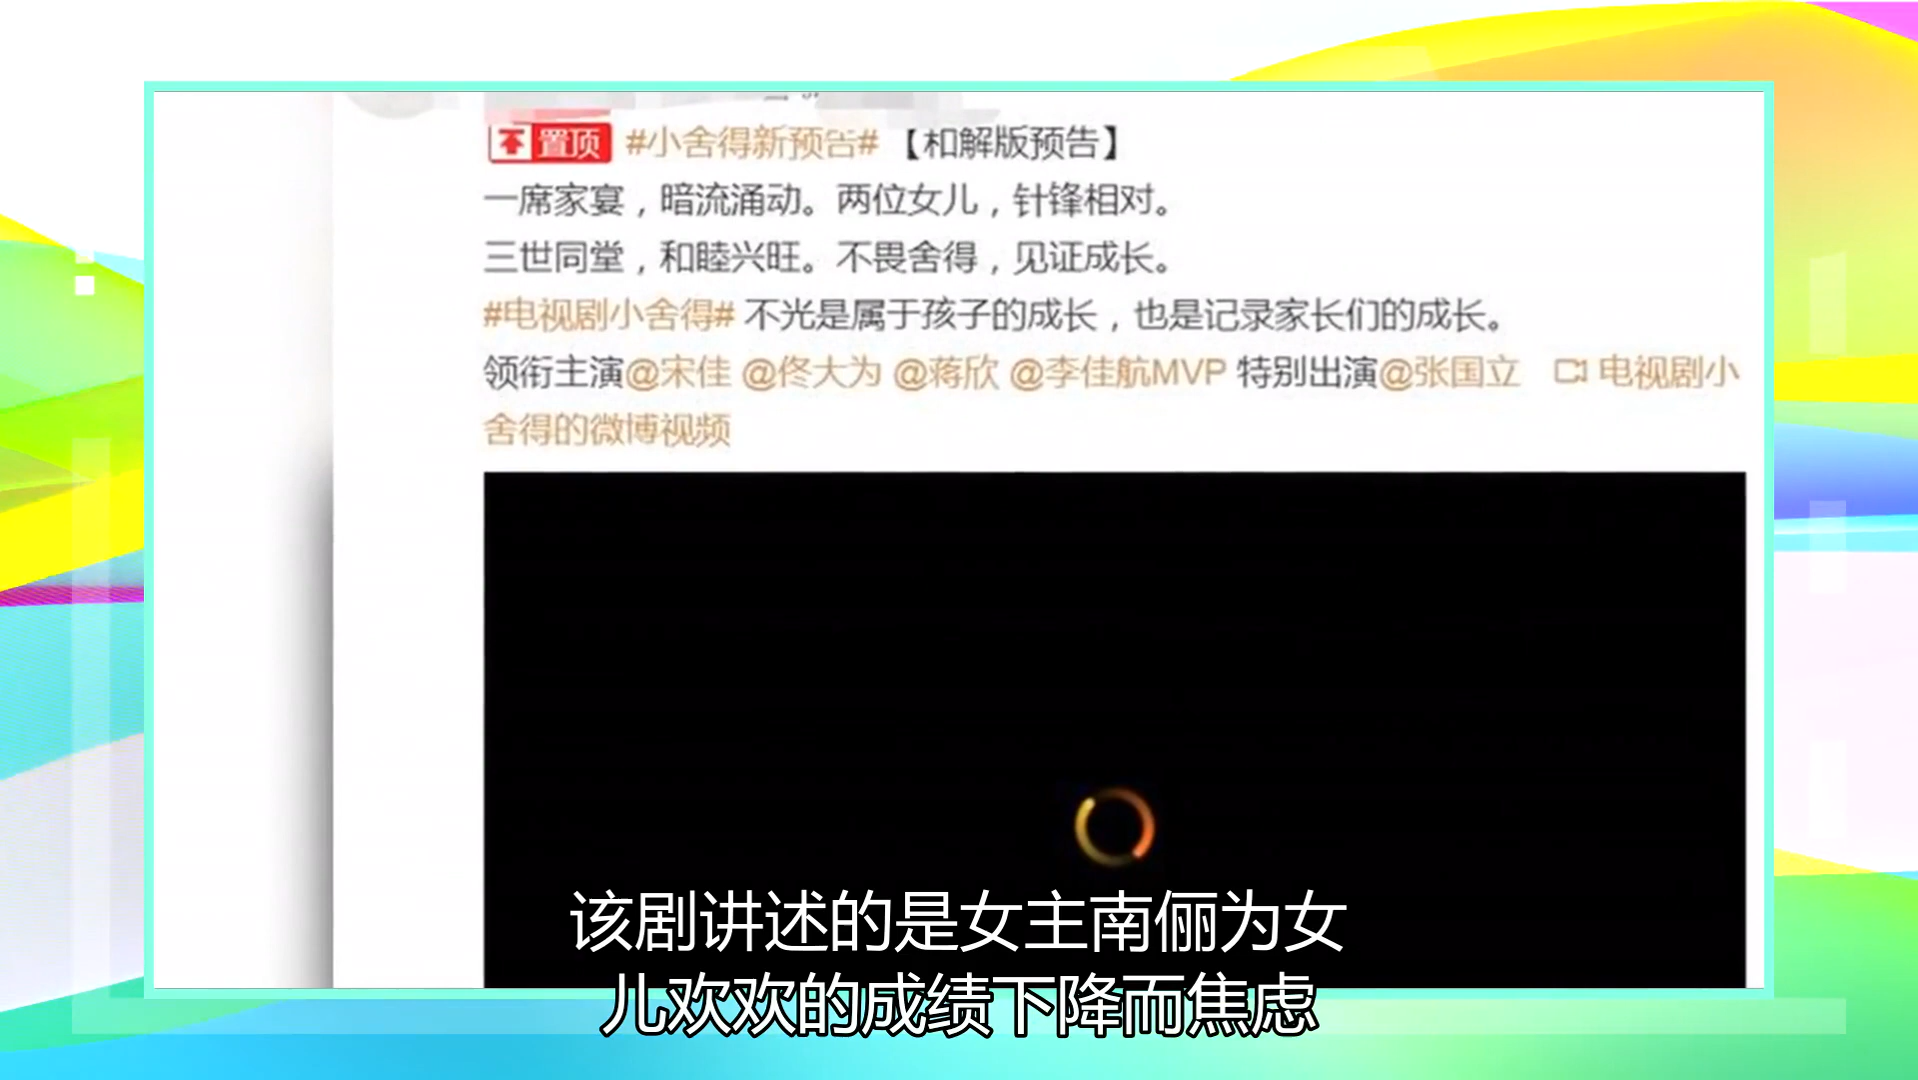 置顶 #小舍得新预告# 【和解版预告】
一席家宴，暗流涌动。两位女儿，针锋相对。
三世同堂，和睦兴旺。不畏舍得，见证成长。
#电视剧小舍得# 不光是属于孩子的成长，也是记录家长们的成长。
领衔主演@宋佳 @佟大为 @蒋欣 @李佳航MVP 特别出演@张国立 电视剧小
舍得的微博视频
该剧讲述的是女主南俪为女
儿欢欢的成绩下降而焦虑